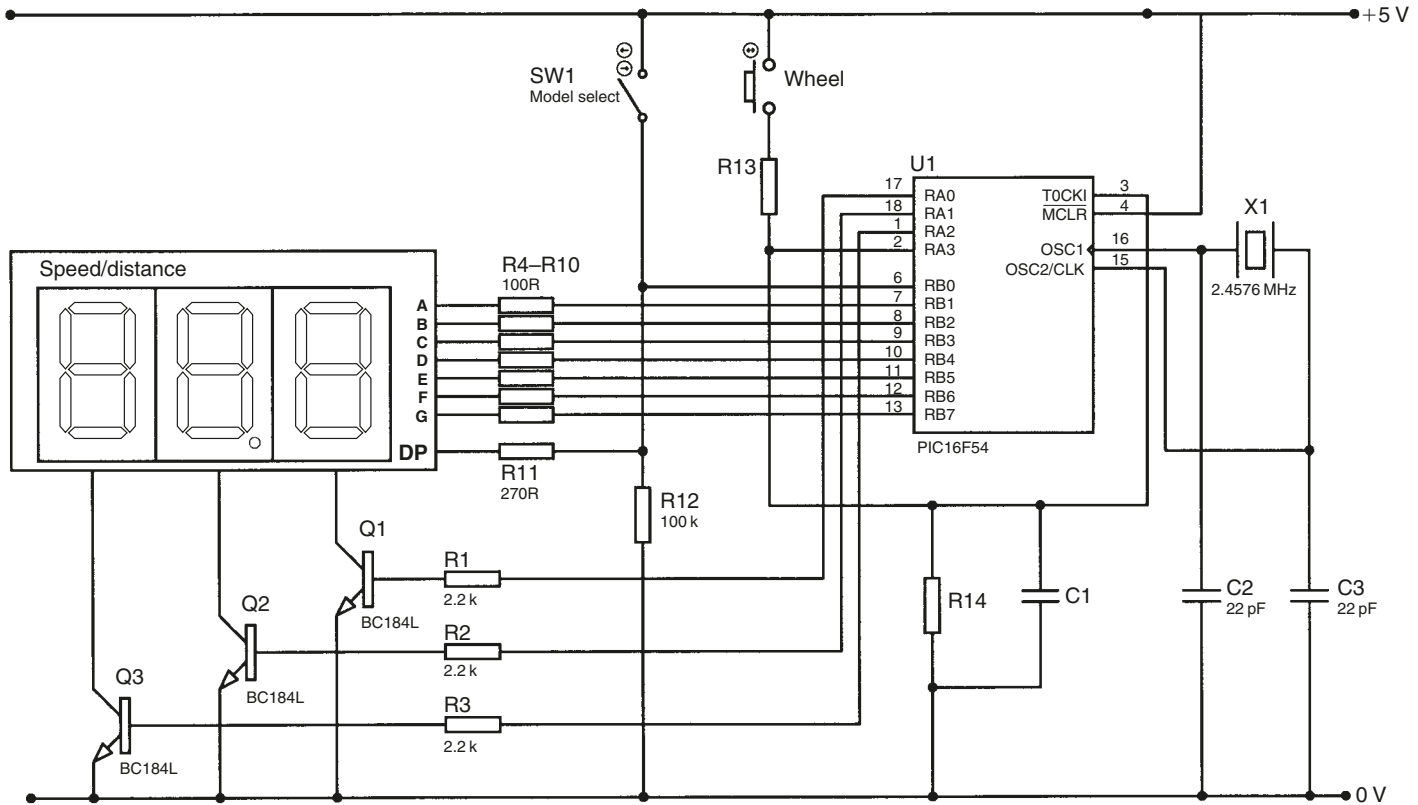 +5 V
SW1
Model select
Wheel
R13
U1
17
18
1
2
6
7
8
9
10
11
12
13
RA0
RA1
RA2
RA3
RB0
RB1
RB2
RB3
RB4
RB5
RB6
RB7
T0CKI
MCLR
OSC1
OSC2/CLK
3
4
16
15
PIC16F54
X1
2.4576 MHz
Speed/distance
A
B
C
D
E
F
G
DP
R4–R10
100R
R11
270R
R12
100 k
Q1
BC184L
R1
2.2 k
Q2
BC184L
R2
2.2 k
Q3
BC184L
R3
2.2 k
R14
C1
C2
22 pF
C3
22 pF
0 V